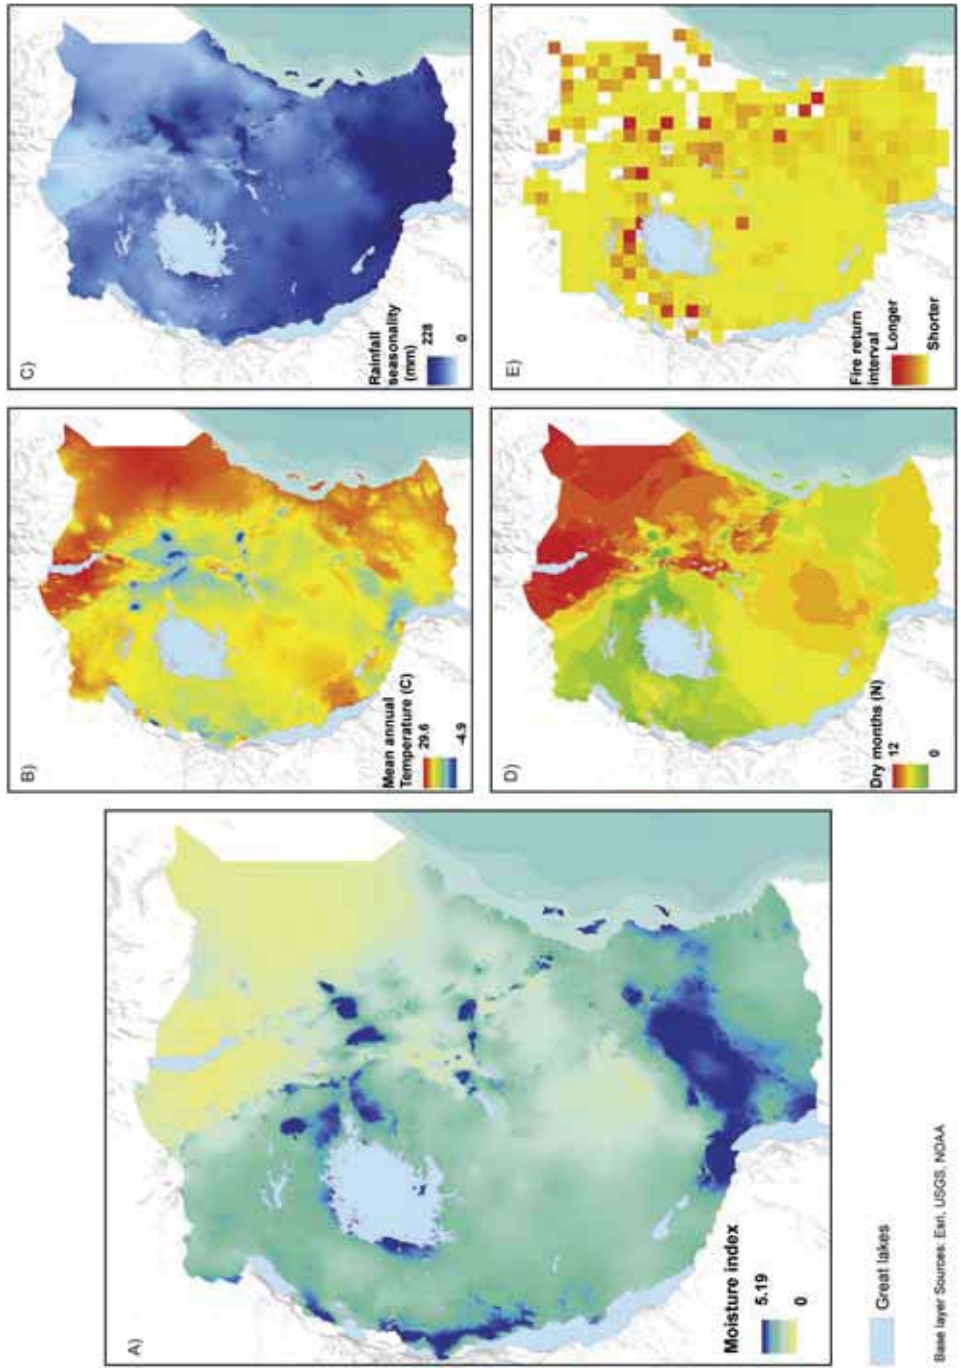 A)
Moisture index
5.19
0
Great lakes
Base layer Sources: Esri, USGS, NOAA
B)
Mean annual
Temperature (C)
29.6
-4.9
C)
Rainfall
seasonality
(mm)
228
0
D)
Dry months (N)
12
0
E)
Fire return
interval
Longer
Shorter